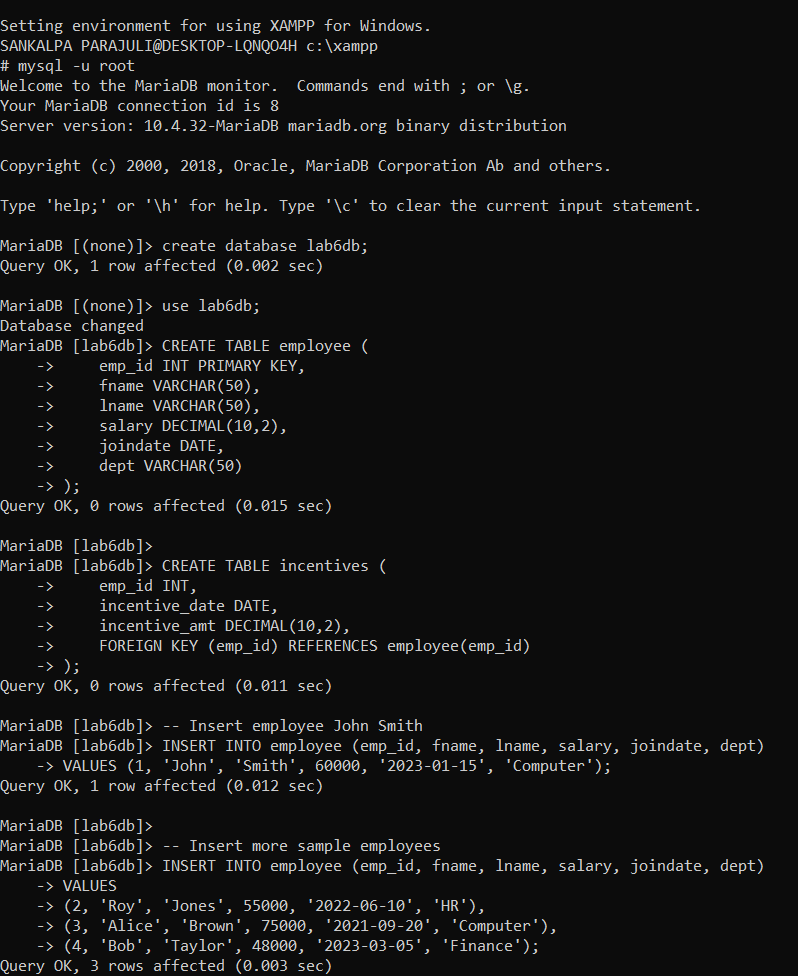 Setting environment for using XAMPP for Windows.
SANKALPA PARAJULI@DESKTOP-LQNQO4H c:\xampp
# mysql -u root
Welcome to the MariaDB monitor.  Commands end with ; or \g.
Your MariaDB connection id is 8
Server version: 10.4.32-MariaDB mariadb.org binary distribution

Copyright (c) 2000, 2018, Oracle, MariaDB Corporation Ab and others.

Type 'help;' or '\h' for help. Type '\c' to clear the current input statement.

MariaDB [(none)]> create database lab6db;
Query OK, 1 row affected (0.002 sec)

MariaDB [(none)]> use lab6db;
Database changed
MariaDB [lab6db]> CREATE TABLE employee (
    ->     emp_id INT PRIMARY KEY,
    ->     fname VARCHAR(50),
    ->     lname VARCHAR(50),
    ->     salary DECIMAL(10,2),
    ->     joindate DATE,
    ->     dept VARCHAR(50)
    -> );
Query OK, 0 rows affected (0.015 sec)

MariaDB [lab6db]>
MariaDB [lab6db]> CREATE TABLE incentives (
    ->     emp_id INT,
    ->     incentive_date DATE,
    ->     incentive_amt DECIMAL(10,2),
    ->     FOREIGN KEY (emp_id) REFERENCES employee(emp_id)
    -> );
Query OK, 0 rows affected (0.011 sec)

MariaDB [lab6db]> -- Insert employee John Smith
MariaDB [lab6db]> INSERT INTO employee (emp_id, fname, lname, salary, joindate, dept)
    -> VALUES (1, 'John', 'Smith', 60000, '2023-01-15', 'Computer');
Query OK, 1 row affected (0.012 sec)

MariaDB [lab6db]>
MariaDB [lab6db]> -- Insert more sample employees
MariaDB [lab6db]> INSERT INTO employee (emp_id, fname, lname, salary, joindate, dept)
    -> VALUES
    -> (2, 'Roy', 'Jones', 55000, '2022-06-10', 'HR'),
    -> (3, 'Alice', 'Brown', 75000, '2021-09-20', 'Computer'),
    -> (4, 'Bob', 'Taylor', 48000, '2023-03-05', 'Finance');
Query OK, 3 rows affected (0.003 sec)